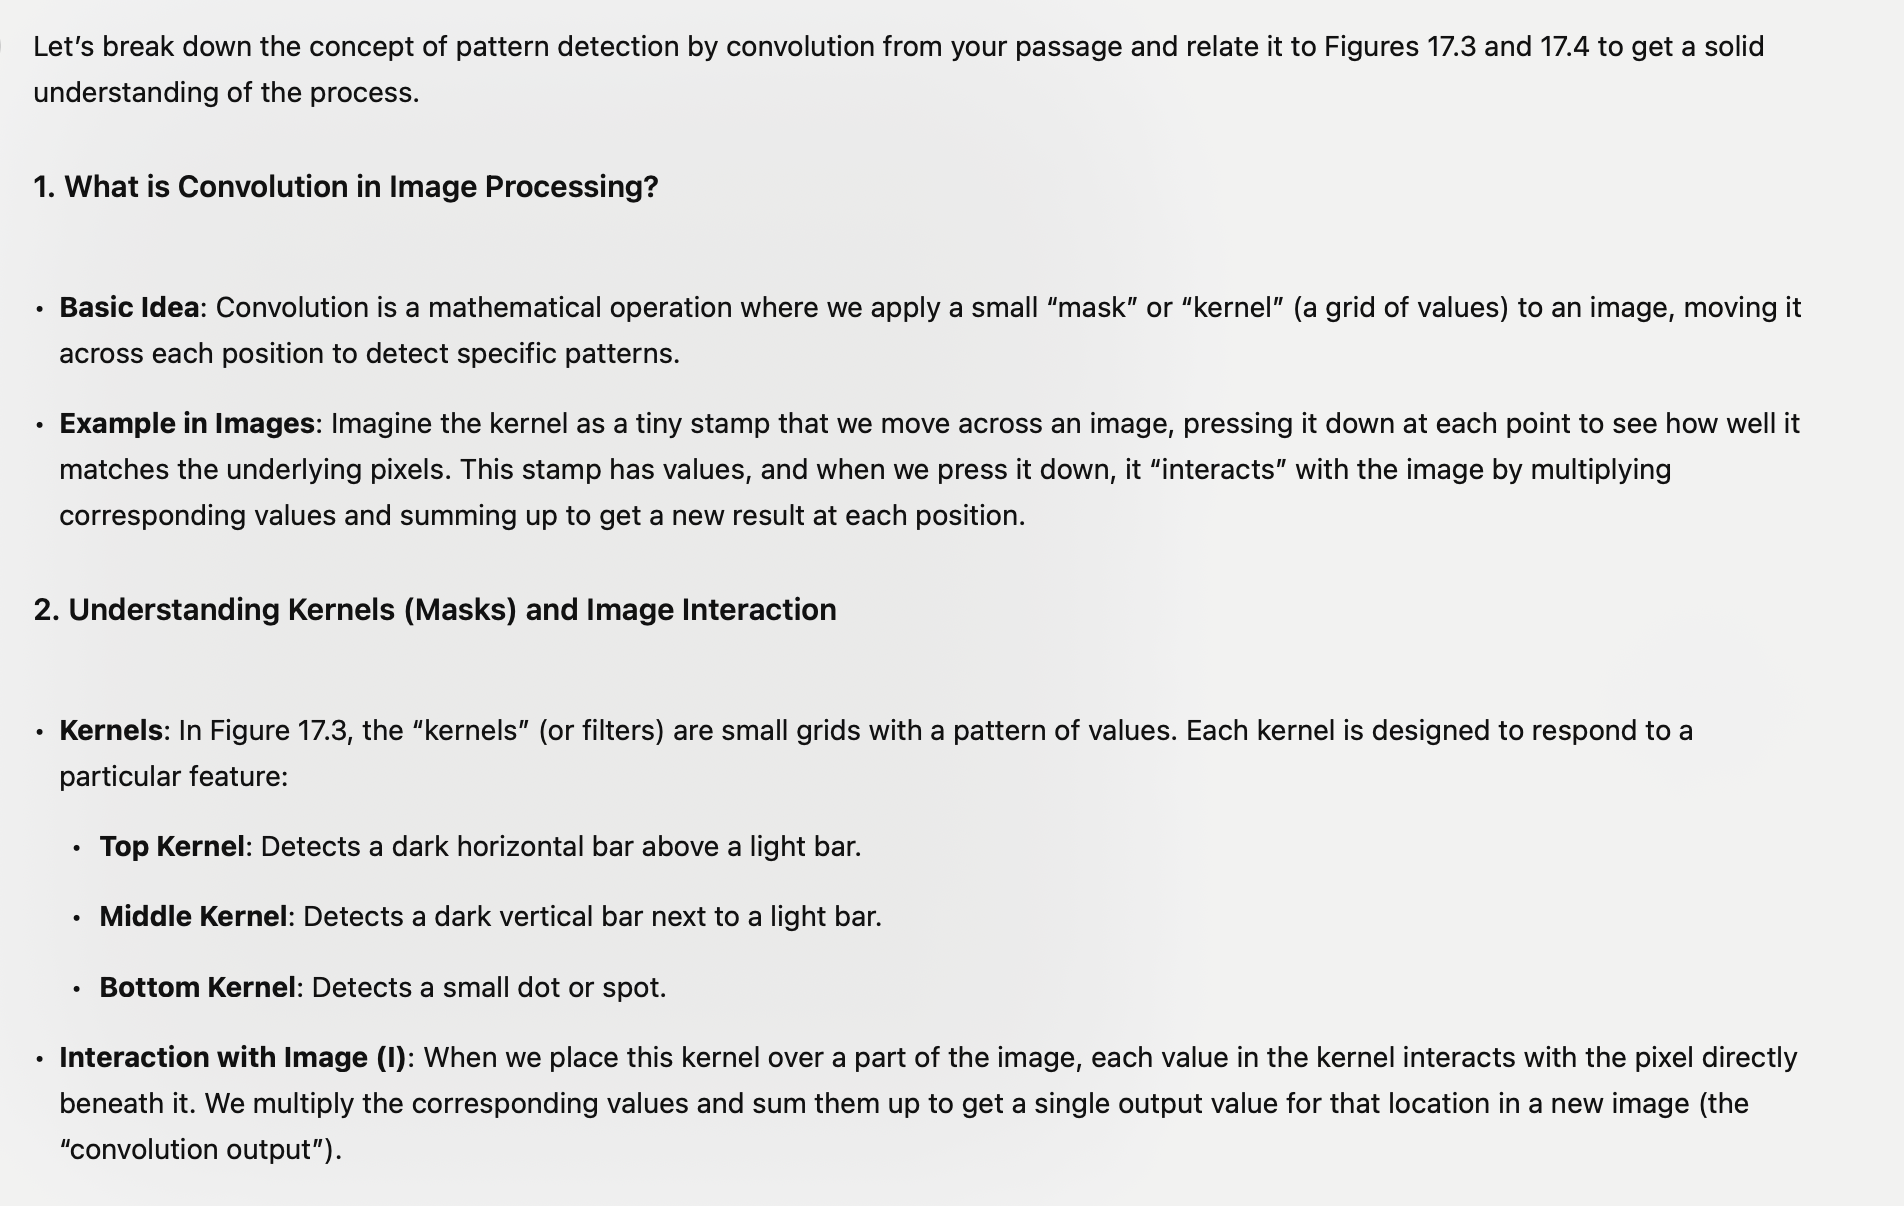 Let’s break down the concept of pattern detection by convolution from your passage and relate it to Figures 17.3 and 17.4 to get a solid
understanding of the process.
1. What is Convolution in Image Processing?
• Basic Idea: Convolution is a mathematical operation where we apply a small “mask” or “kernel” (a grid of values) to an image, moving it
across each position to detect specific patterns.
• Example in Images: Imagine the kernel as a tiny stamp that we move across an image, pressing it down at each point to see how well it
matches the underlying pixels. This stamp has values, and when we press it down, it “interacts” with the image by multiplying
corresponding values and summing up to get a new result at each position.
2. Understanding Kernels (Masks) and Image Interaction
• Kernels: In Figure 17.3, the “kernels” (or filters) are small grids with a pattern of values. Each kernel is designed to respond to a
particular feature:
• Top Kernel: Detects a dark horizontal bar above a light bar.
• Middle Kernel: Detects a dark vertical bar next to a light bar.
• Bottom Kernel: Detects a small dot or spot.
• Interaction with Image (I): When we place this kernel over a part of the image, each value in the kernel interacts with the pixel directly
beneath it. We multiply the corresponding values and sum them up to get a single output value for that location in a new image (the
“convolution output”).